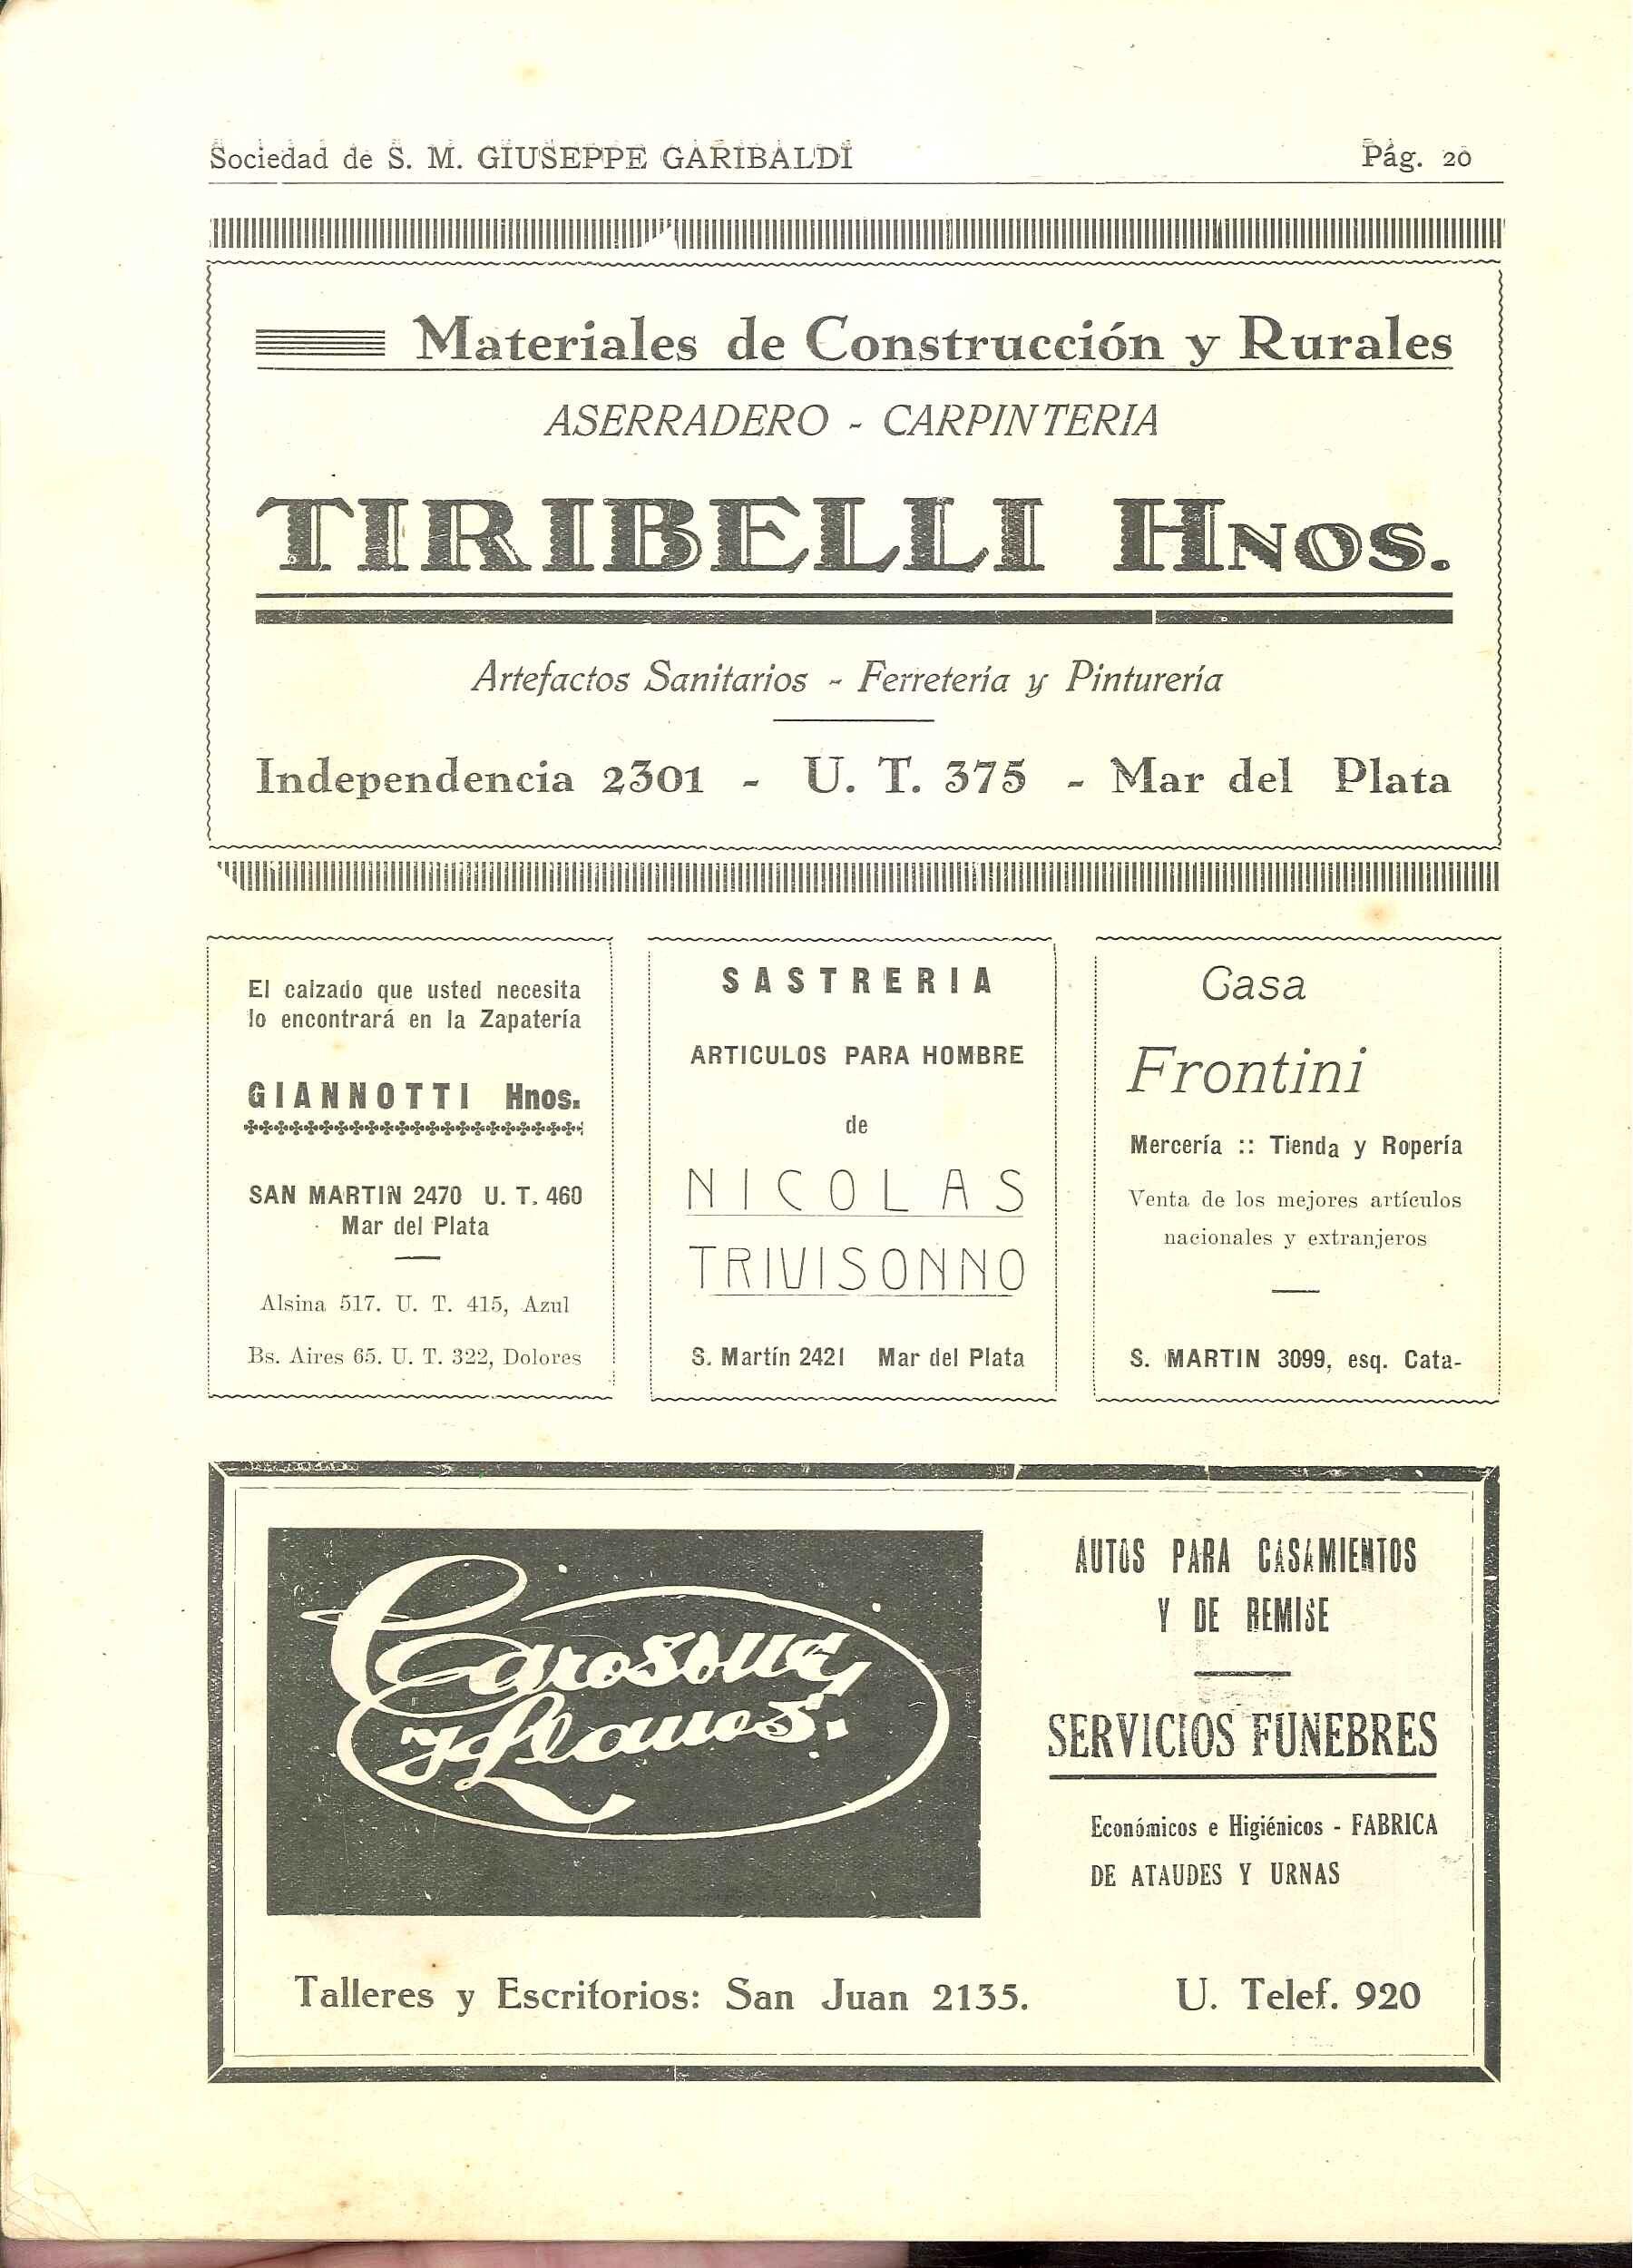 Sociedad de S. M. GIUSEPPE GARIBALDI Pág. 20
Materiales de Construcción y Rurales
ASERRADERO - CARPINTERIA
TIRIBELLI HNOS.
Artefactos Sanitarios - Ferretería y Pinturería
Independencia 2301 - U. T. 375 - Mar del Plata
El calzado que usted necesita
lo encontrará en la Zapatería
GIANNOTTI Hnos.
SAN MARTIN 2470 U. T. 460
Mar del Plata
Alsina 517. U. T. 415, Azul
Bs. Aires 65. U. T. 322, Dolores
SASTRERIA
ARTICULOS PARA HOMBRE
de
NICOLAS
TRIVISONNO
S. Martín 2421 Mar del Plata
Casa
Frontini
Mercería :: Tienda y Ropería
Venta de los mejores artículos
nacionales y extranjeros
S. MARTIN 3099, esq. Cata-
Carosone
y Llanes.
AUTOS PARA CASAMIENTOS
Y DE REMISE
SERVICIOS FUNEBRES
Económicos e Higiénicos - FABRICA
DE ATAUDES Y URNAS
Talleres y Escritorios: San Juan 2135. U. Telef. 920